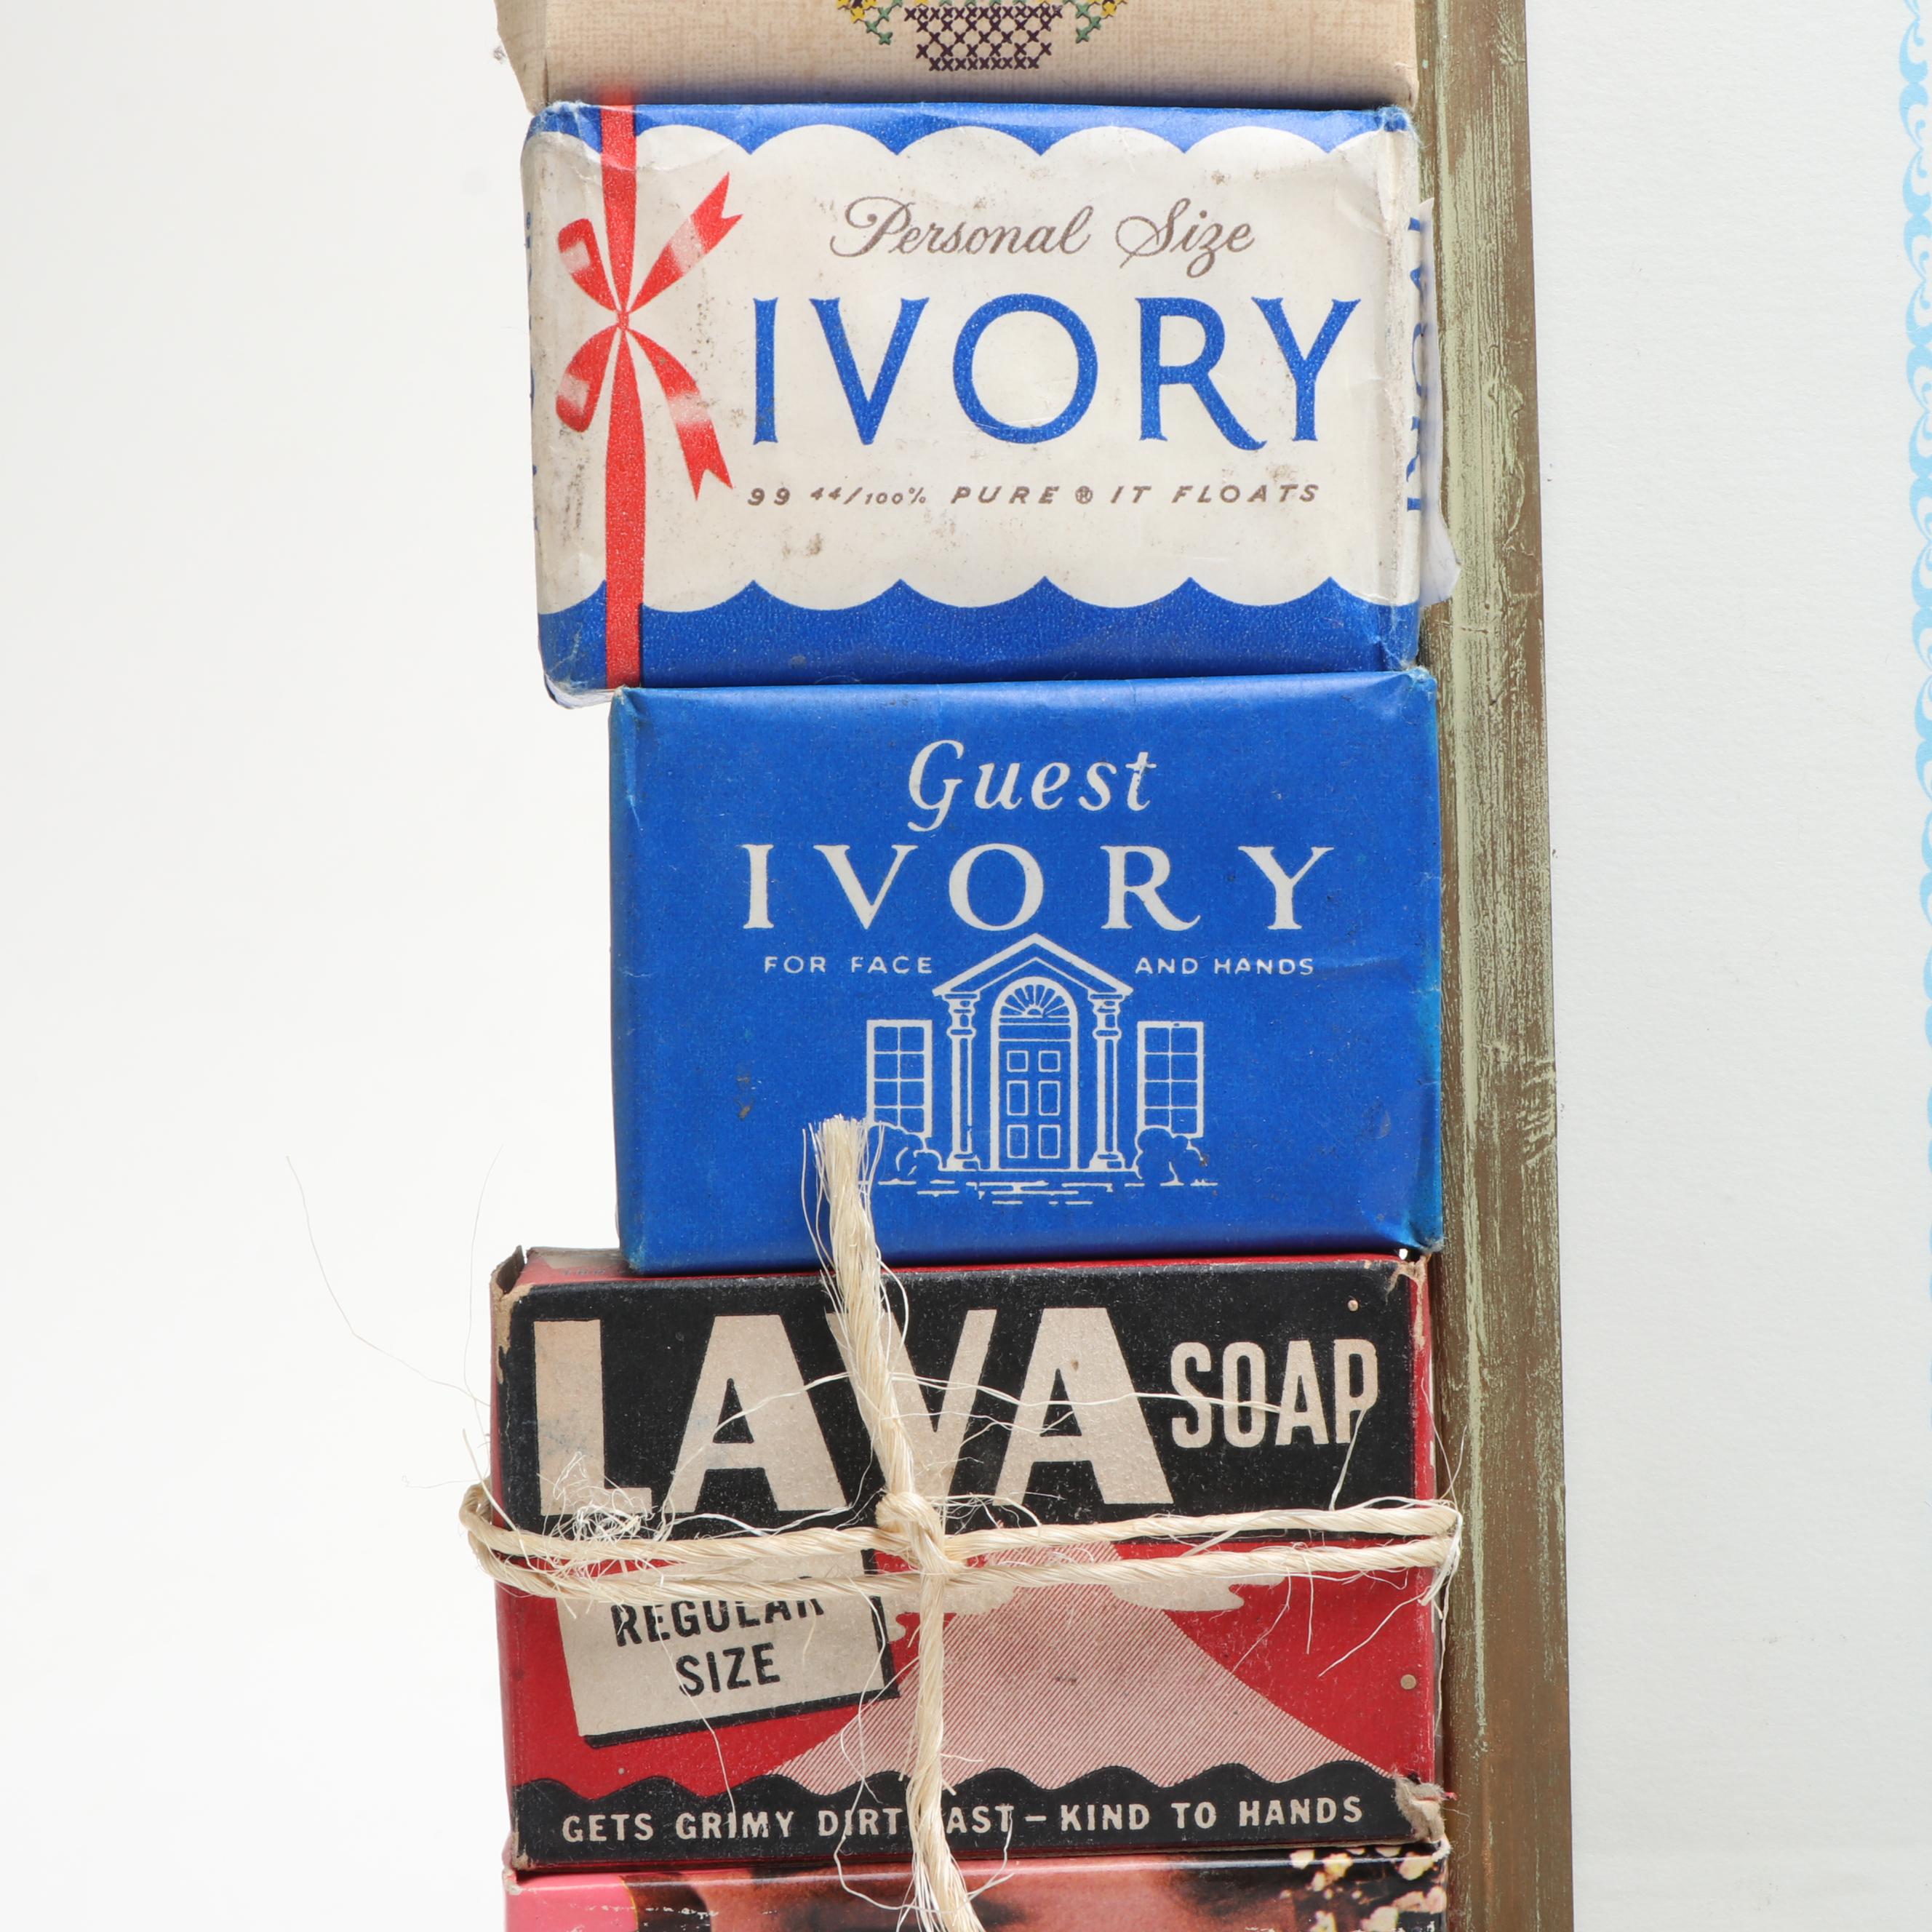 Personal Size
IVORY
99 44/100% PURE ® IT FLOATS
Guest
IVORY
FOR FACE AND HANDS
LAVA SOAP
REGULAR
SIZE
GETS GRIMY DIRT FAST – KIND TO HANDS